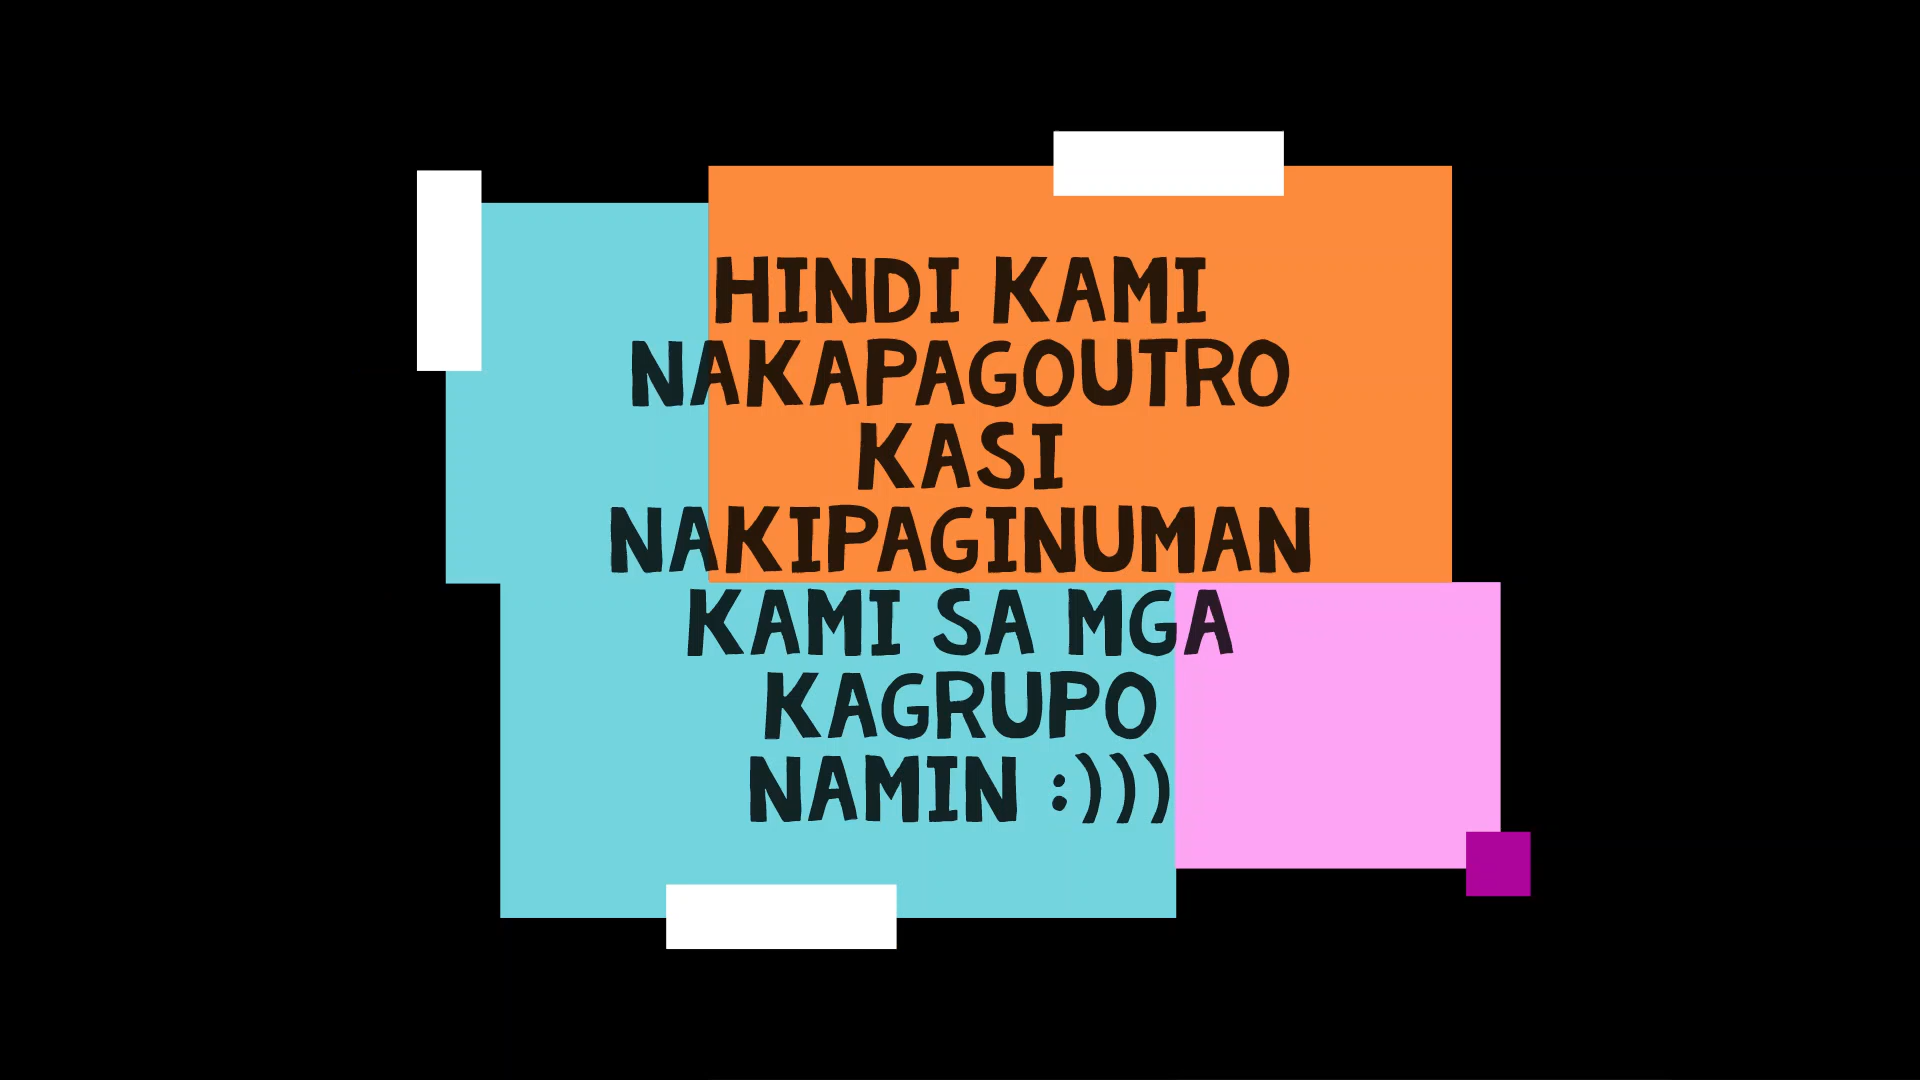 HINDI KAMI
NAKAPAGOUTRO
KASI
NAKIPAGINUMAN
KAMI SA MGA
KAGRUPO
NAMIN :)))